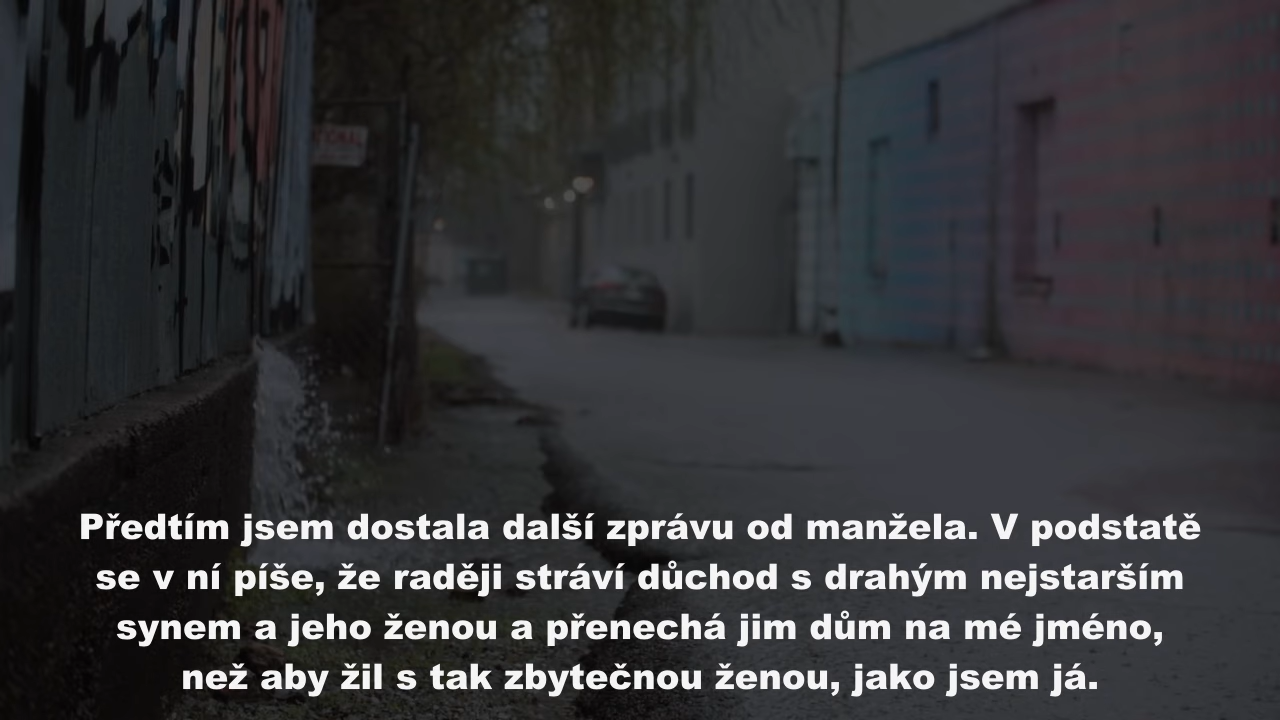 Předtím jsem dostala další zprávu od manžela. V podstatě
se v ní píše, že raději stráví důchod s drahým nejstarším
synem a jeho ženou a přenechá jim dům na mé jméno,
než aby žil s tak zbytečnou ženou, jako jsem já.